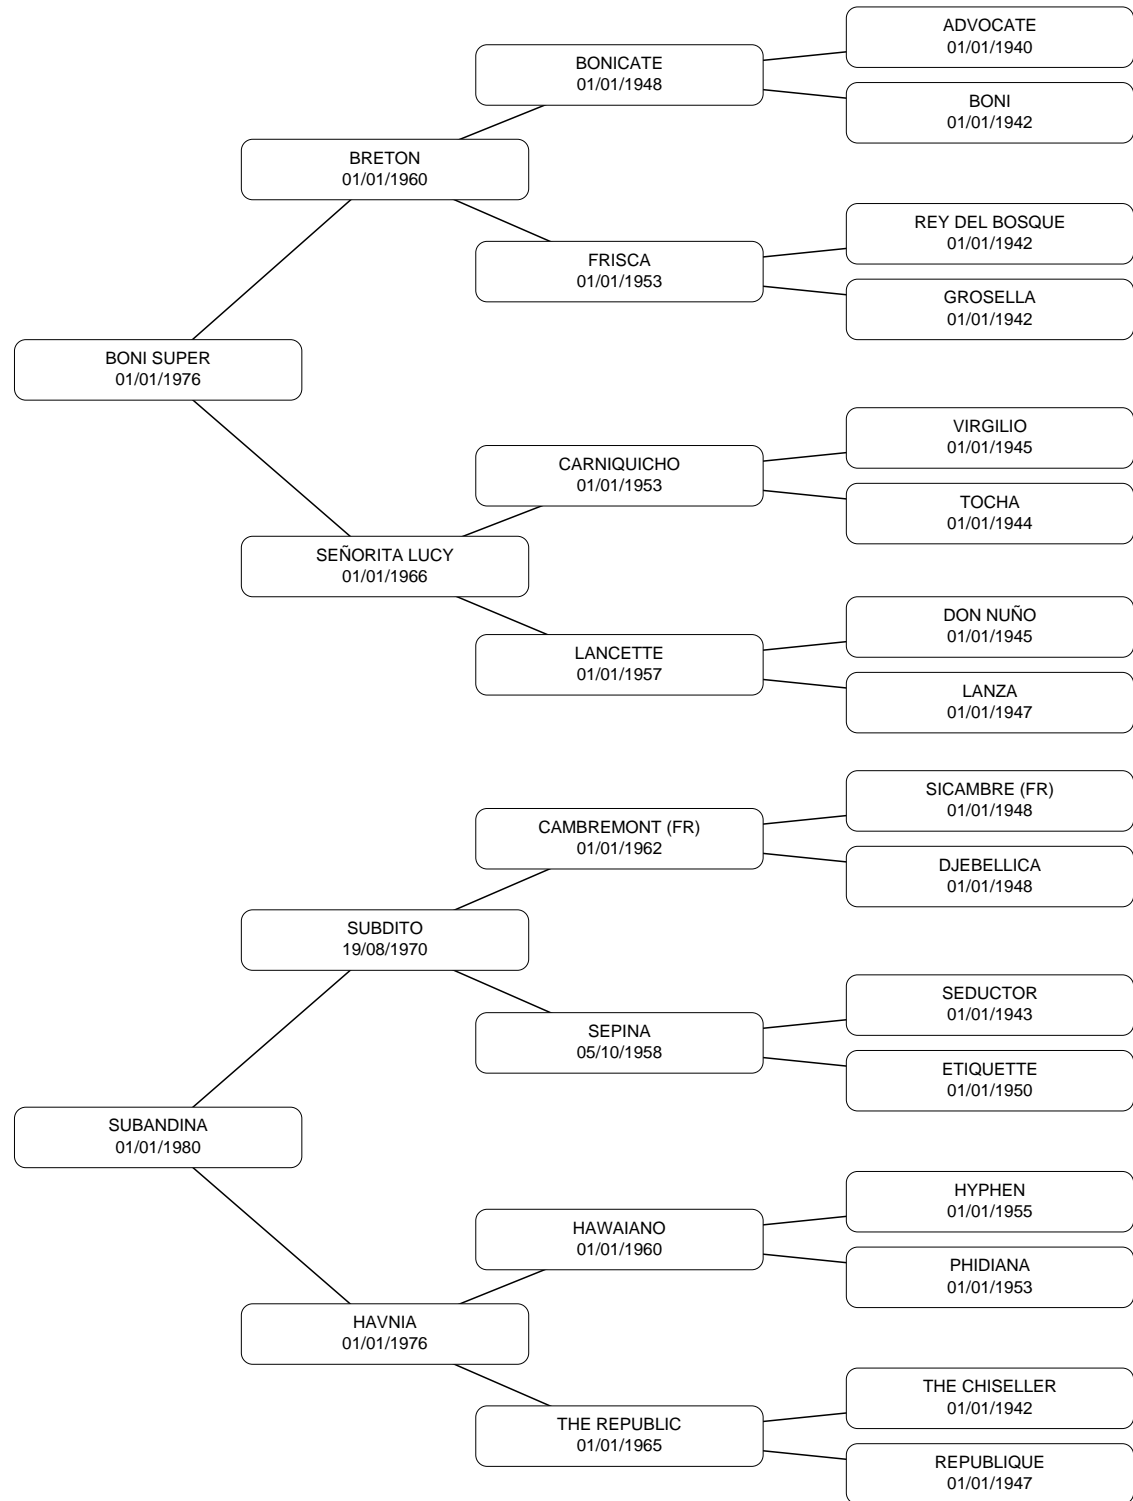 ADVOCATE
01/01/1940
BONICATE
01/01/1948
BONI
01/01/1942
BRETON
01/01/1960
REY DEL BOSQUE
01/01/1942
FRISCA
01/01/1953
GROSELLA
01/01/1942
BONI SUPER
01/01/1976
VIRGILIO
01/01/1945
CARNIQUICHO
01/01/1953
TOCHA
01/01/1944
SEÑORITA LUCY
01/01/1966
DON NUÑO
01/01/1945
LANCETTE
01/01/1957
LANZA
01/01/1947
SICAMBRE (FR)
01/01/1948
CAMBREMONT (FR)
01/01/1962
DJEBELLICA
01/01/1948
SUBDITO
19/08/1970
SEDUCTOR
01/01/1943
SEPINA
05/10/1958
ETIQUETTE
01/01/1950
SUBANDINA
01/01/1980
HYPHEN
01/01/1955
HAWAIANO
01/01/1960
PHIDIANA
01/01/1953
HAVNIA
01/01/1976
THE CHISELLER
01/01/1942
THE REPUBLIC
01/01/1965
REPUBLIQUE
01/01/1947